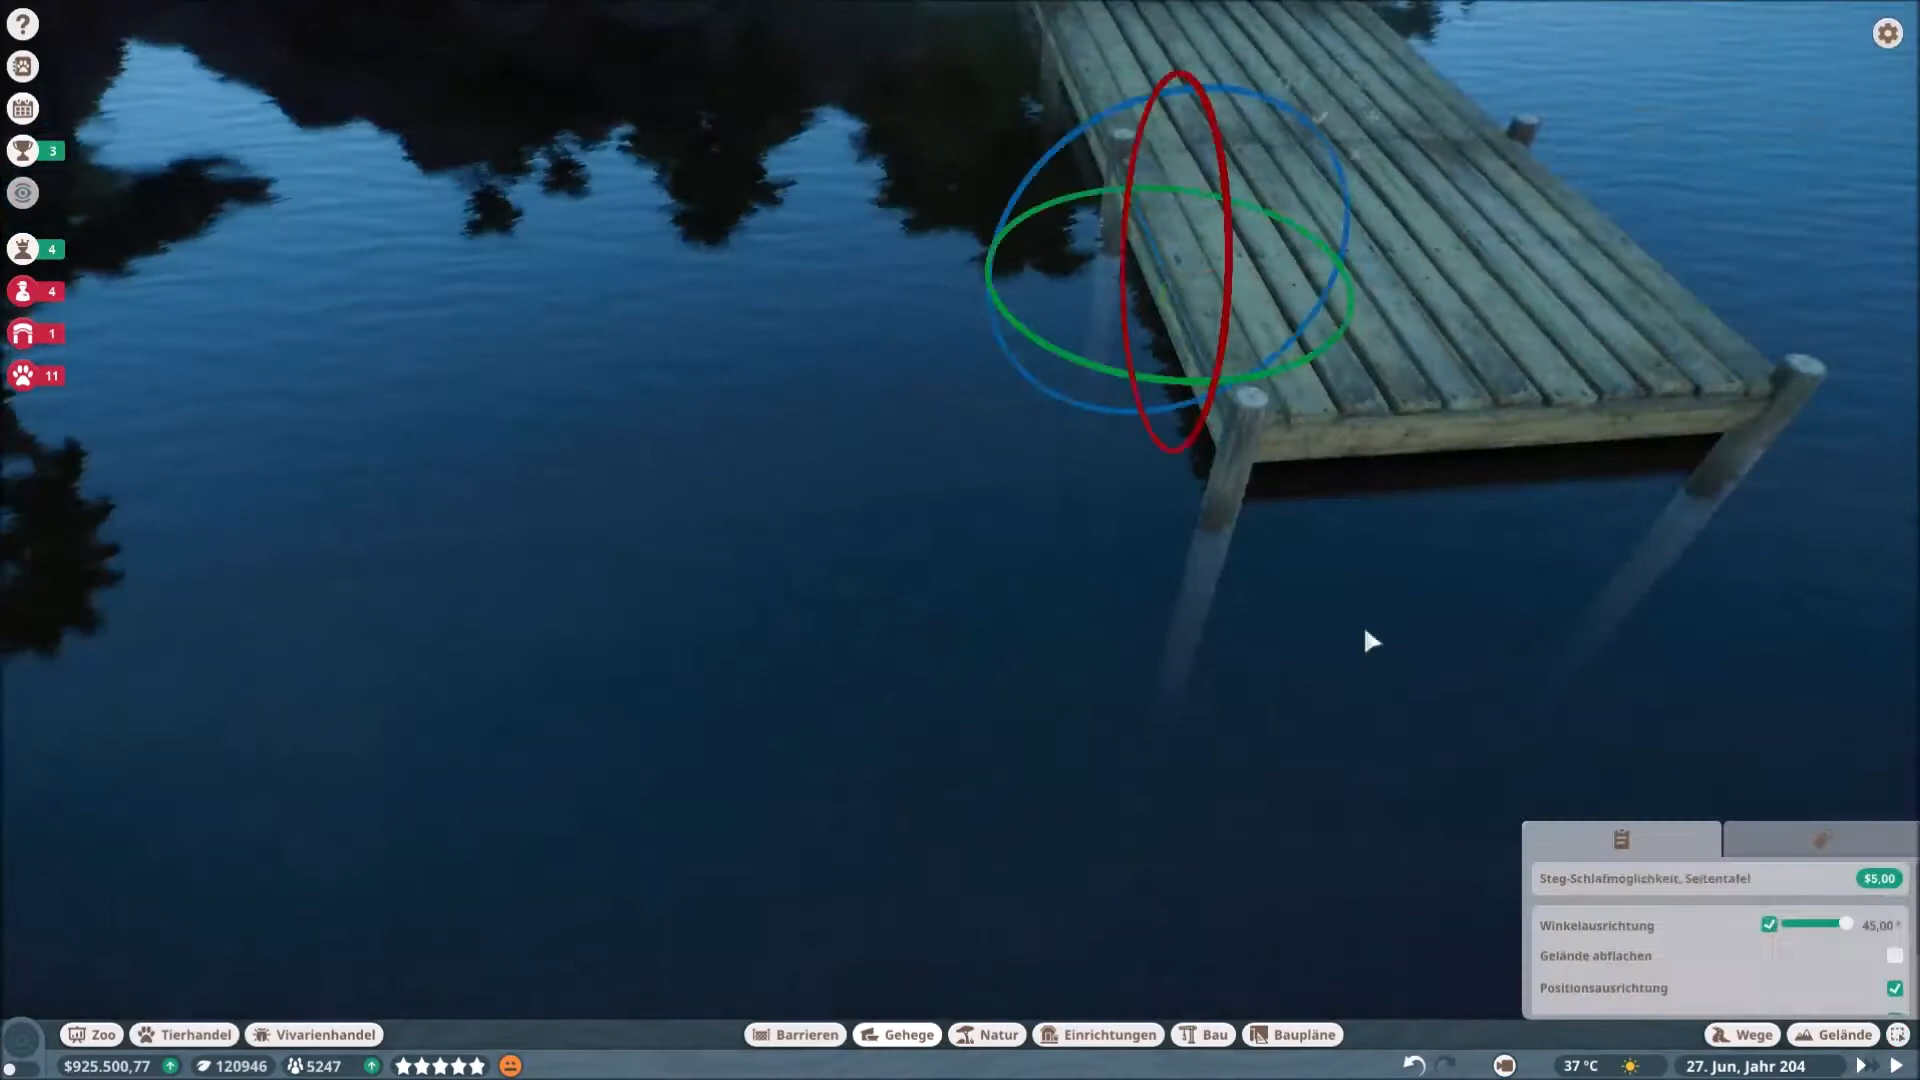 ?
3
4
4
1
11
Steg-Schlafmöglichkeit, Seitentafel $5,00
Winkelausrichtung 45,00 °
Gelände abflachen
Positionsausrichtung
Zoo Tierhandel Vivarienhandel Barrieren Gehege Natur Einrichtungen Bau Baupläne Wege Gelände
$925.500,77 120946 5247 37 °C 27. Jun, Jahr 204